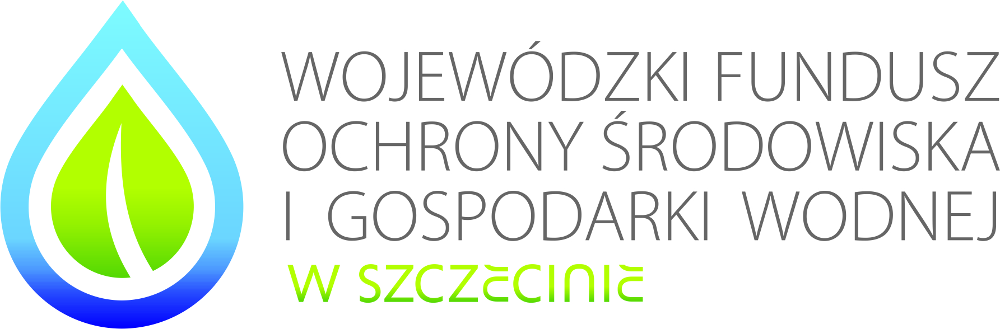 WOJEWÓDZKI FUNDUSZ
OCHRONY ŚRODOWISKA
I GOSPODARKI WODNEJ
W SZCZECINIE